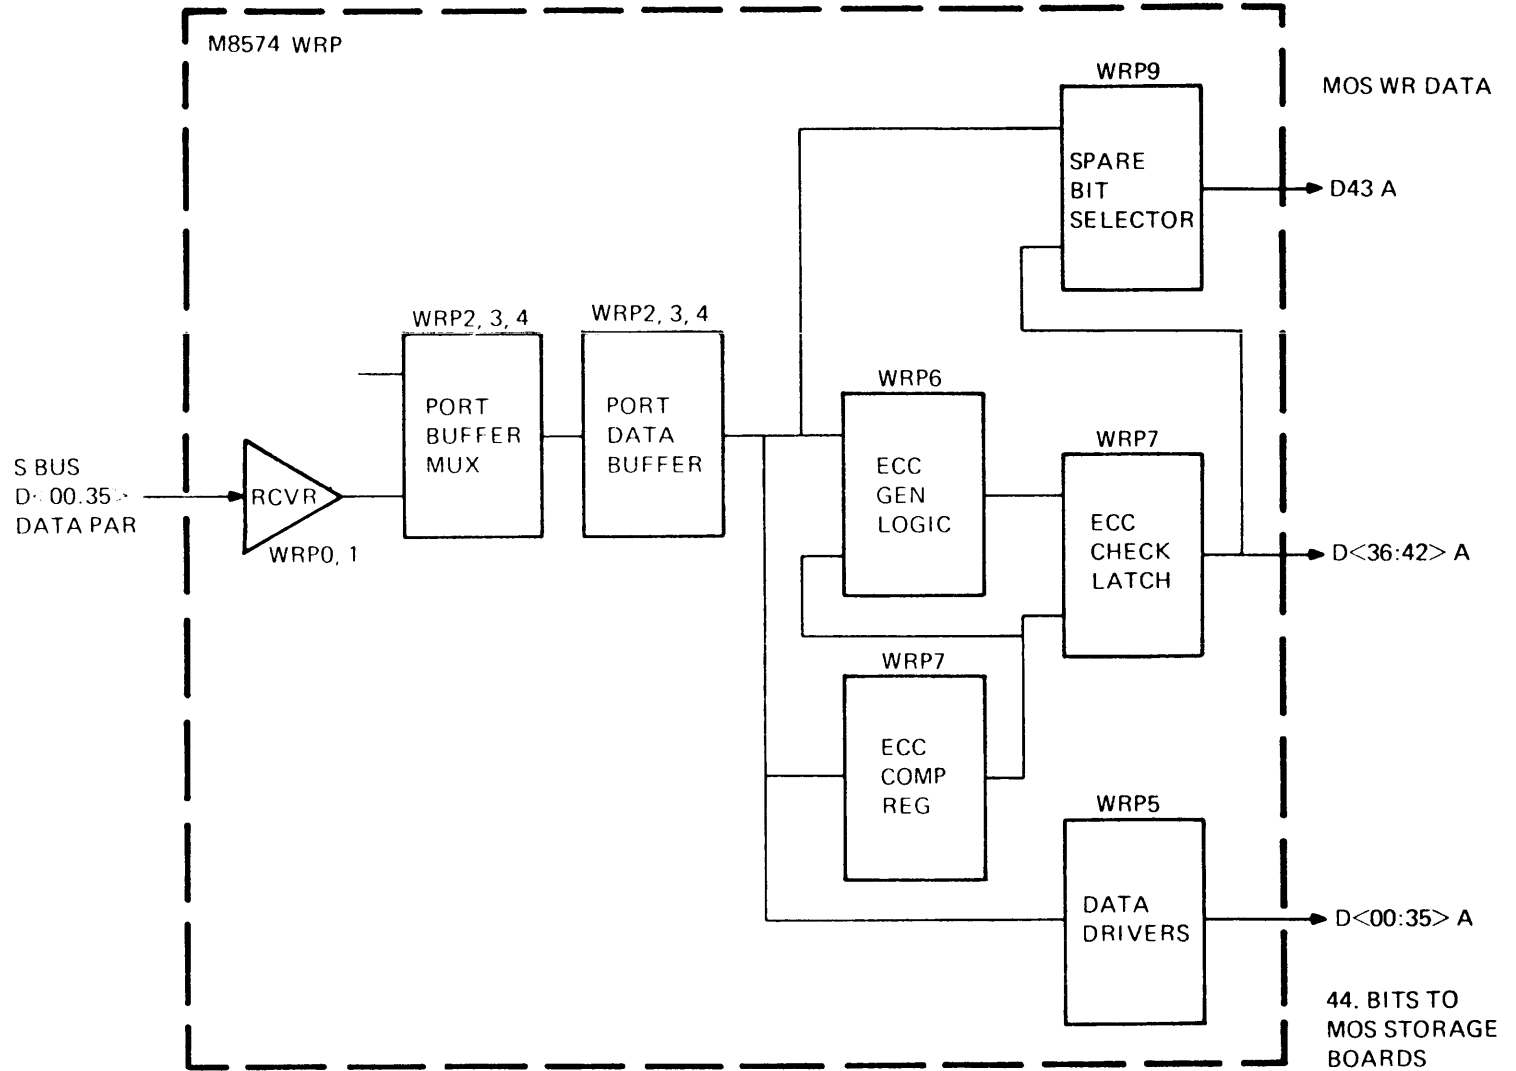 M8574 WRP
WRP9
MOS WR DATA
SPARE
BIT
SELECTOR
D43 A
WRP2, 3, 4
WRP2, 3, 4
PORT
BUFFER
MUX
PORT
DATA
BUFFER
WRP6
ECC
GEN
LOGIC
WRP7
ECC
CHECK
LATCH
D<36:42> A
S BUS
D<00.35>
DATA PAR
RCVR
WRP0, 1
WRP7
ECC
COMP
REG
WRP5
DATA
DRIVERS
D<00:35> A
44. BITS TO
MOS STORAGE
BOARDS